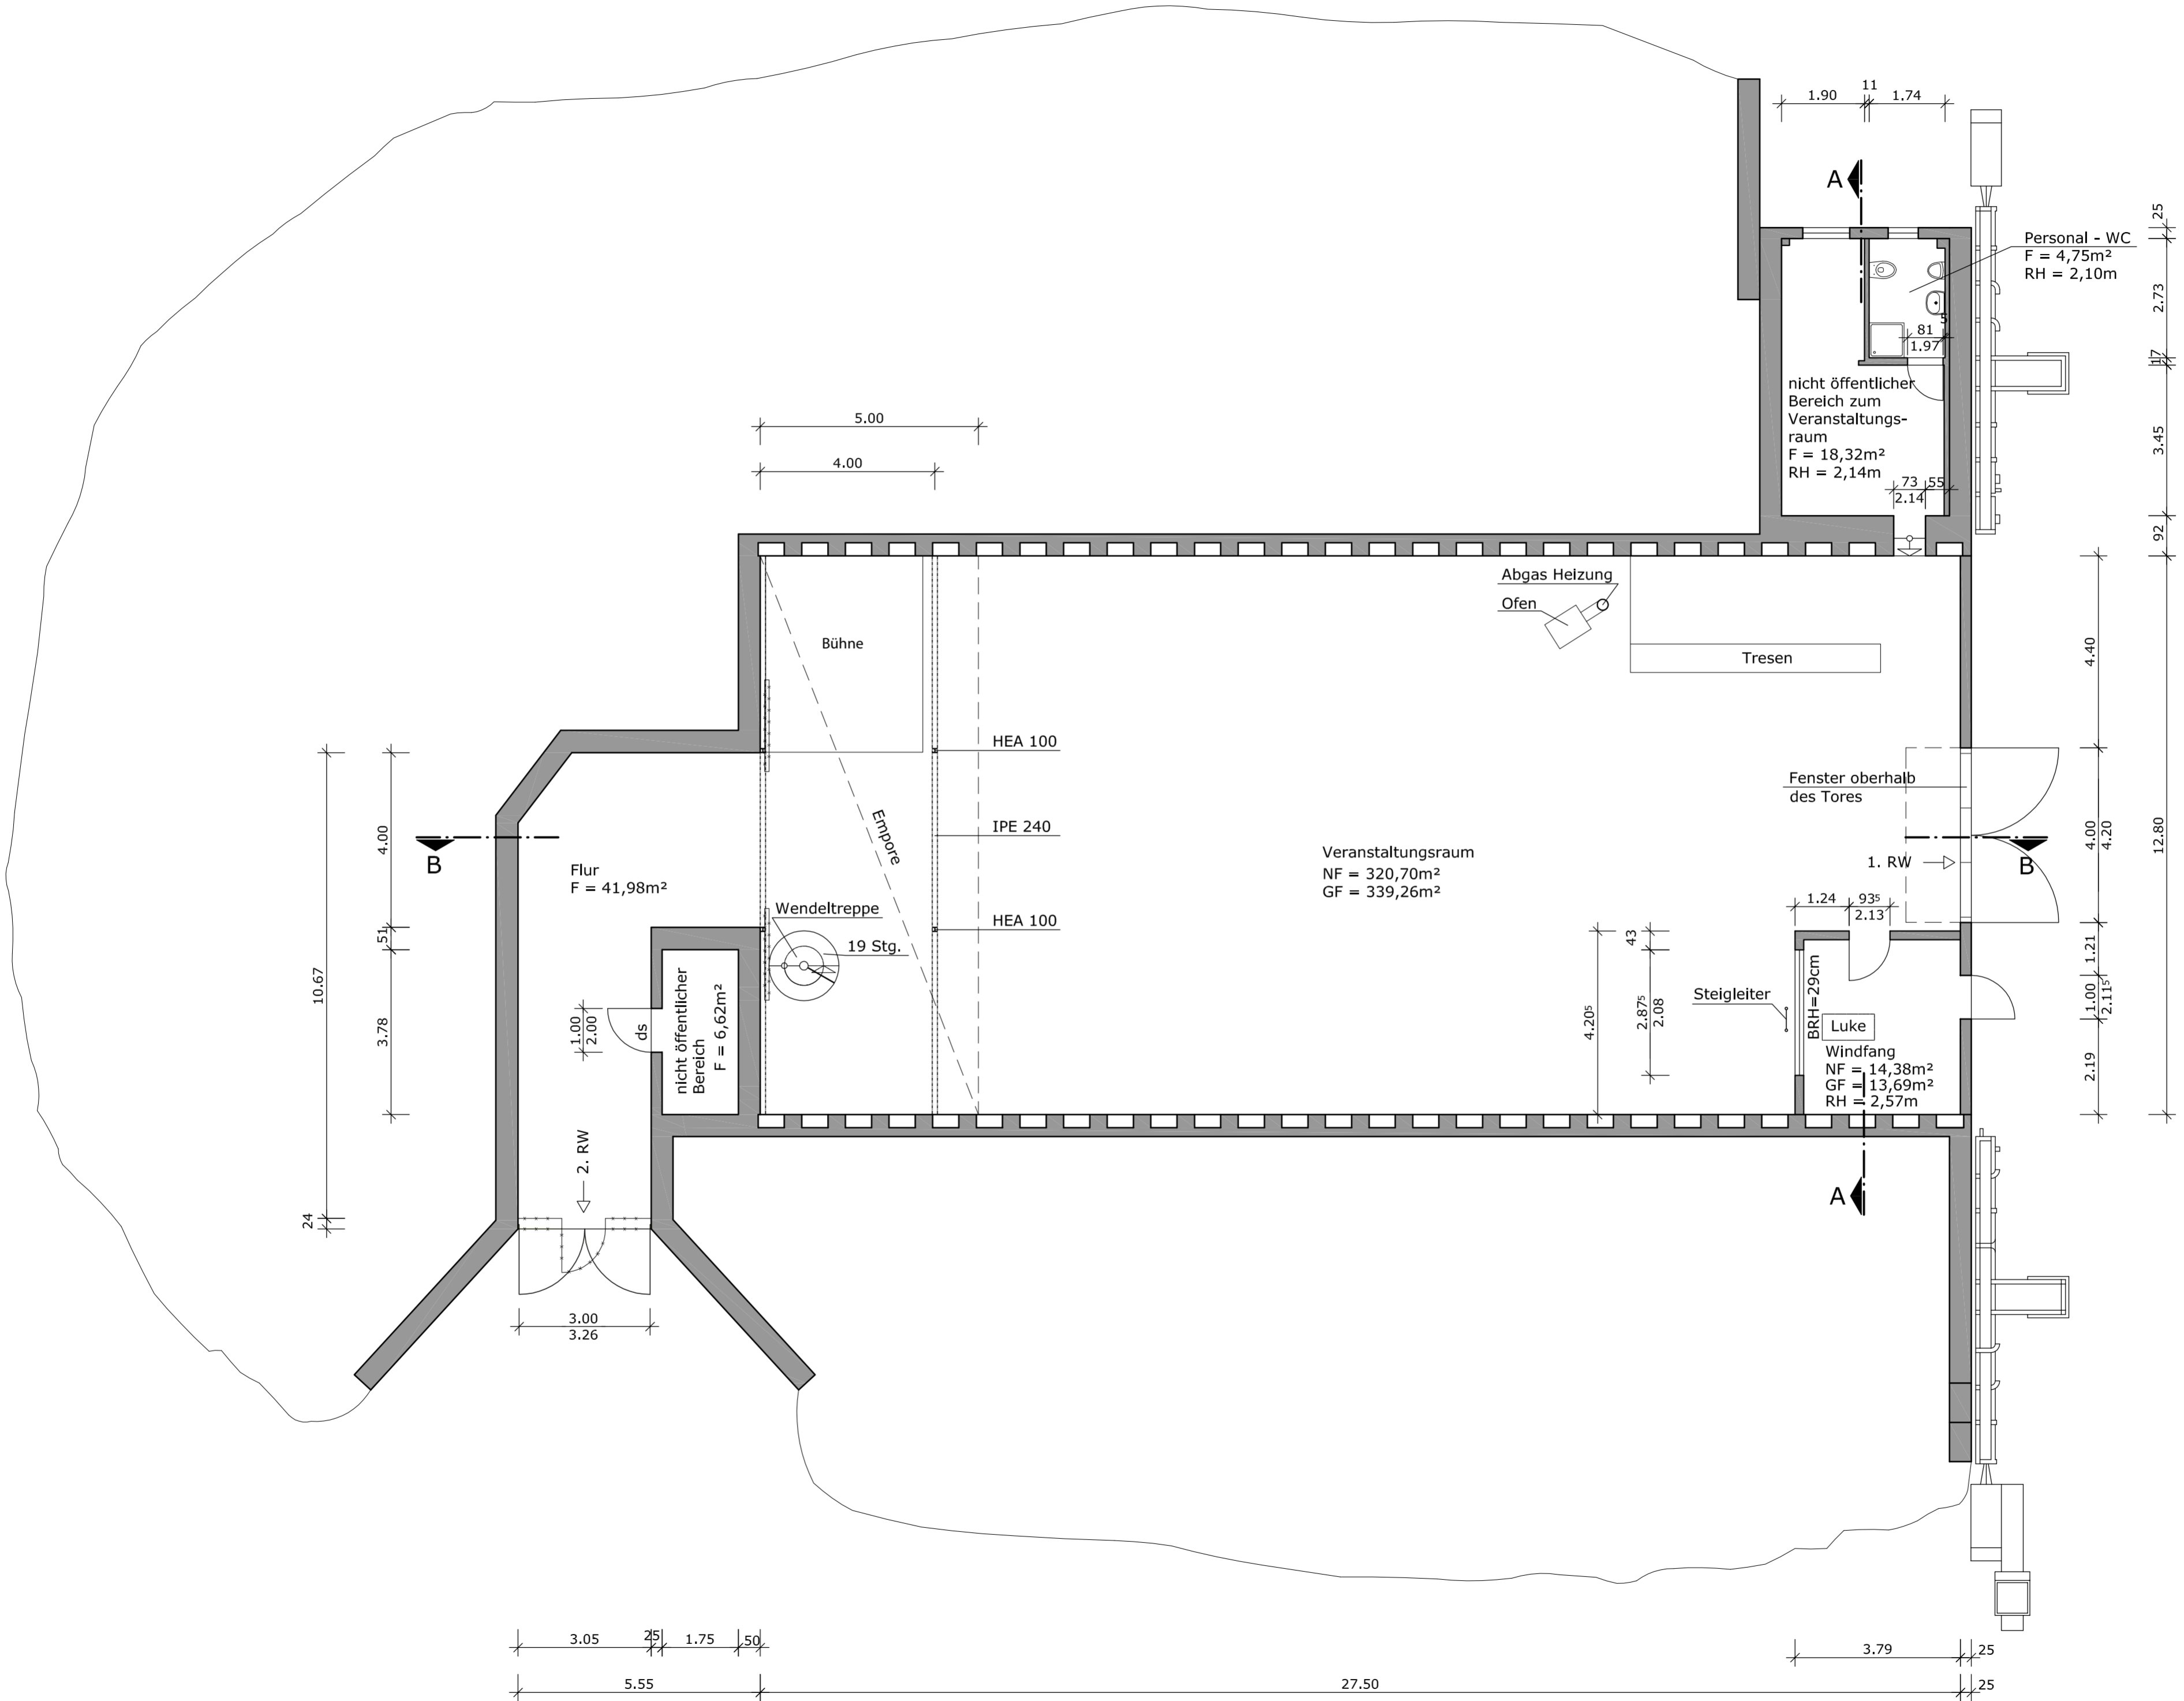 11
1.90
1.74
A
25
Personal - WC
F = 4,75m²
RH = 2,10m
2.73
5
81
1.97
17
nicht öffentlicher
Bereich zum
Veranstaltungs-
raum
F = 18,32m²
RH = 2,14m
3.45
5.00
4.00
73
55
2.14
92
Abgas Heizung
Ofen
Bühne
Tresen
4.40
HEA 100
Fenster oberhalb
des Tores
4.00
B
IPE 240
Empore
4.00
4.20
12.80
Veranstaltungsraum
NF = 320,70m²
GF = 339,26m²
1. RW
B
Flur
F = 41,98m²
Wendeltreppe
19 Stg.
HEA 100
1.24
93⁵
2.13
51
43
1.21
10.67
3.78
1.00
2.00
ds
nicht öffentlicher
Bereich
F = 6,62m²
4.20⁵
2.87⁵
2.08
Steigleiter
BRH=29cm
Luke
1.00
2.11⁵
Windfang
NF = 14,38m²
GF = 13,69m²
RH = 2,57m
2.19
2. RW
A
24
3.00
3.26
3.05
25
1.75
50
3.79
25
5.55
27.50
25